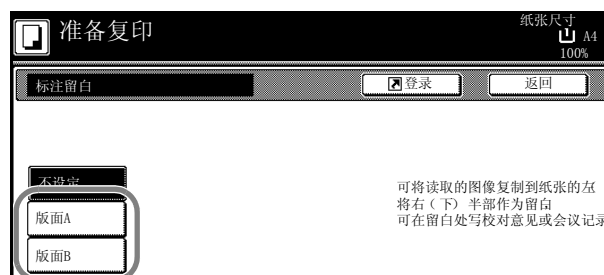 准备复印
纸张尺寸
A4
100%
标注留白
登录
返回
不设定
版面A
版面B
可将读取的图像复制到纸张的左
将右（下）半部作为留白
可在留白处写校对意见或会议记录